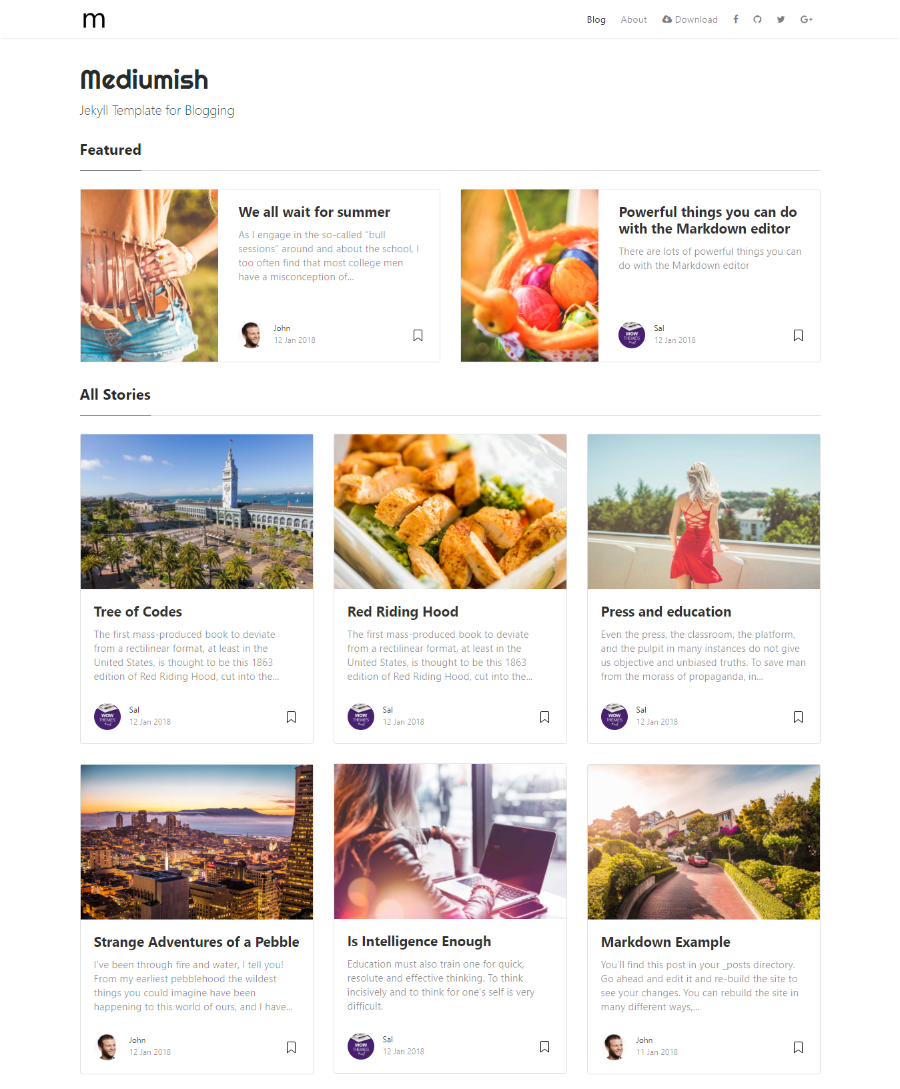 m
Blog About Download
Mediumish
Jekyll Template for Blogging
Featured
We all wait for summer
As I engage in the so-called “bull
sessions” around and about the school, I
too often find that most college men
have a misconception of...
John
12 Jan 2018
Powerful things you can do
with the Markdown editor
There are lots of powerful things you can
do with the Markdown editor
Sal
12 Jan 2018
All Stories
Tree of Codes
The first mass-produced book to deviate
from a rectilinear format, at least in the
United States, is thought to be this 1863
edition of Red Riding Hood, cut into the...
WOW
THEMES
Sal
12 Jan 2018
Red Riding Hood
The first mass-produced book to deviate
from a rectilinear format, at least in the
United States, is thought to be this 1863
edition of Red Riding Hood, cut into the...
WOW
THEMES
Sal
12 Jan 2018
Press and education
Even the press, the classroom, the platform,
and the pulpit in many instances do not give
us objective and unbiased truths. To save man
from the morass of propaganda, in...
WOW
THEMES
Sal
12 Jan 2018
Strange Adventures of a Pebble
I’ve been through fire and water, I tell you!
From my earliest pebblehood the wildest
things you could imagine have been
happening to this world of ours, and I have...
John
12 Jan 2018
Is Intelligence Enough
Education must also train one for quick,
resolute and effective thinking. To think
incisively and to think for one’s self is very
difficult.
WOW
THEMES
Sal
12 Jan 2018
Markdown Example
You’ll find this post in your _posts directory.
Go ahead and edit it and re-build the site to
see your changes. You can rebuild the site in
many different ways,...
John
11 Jan 2018